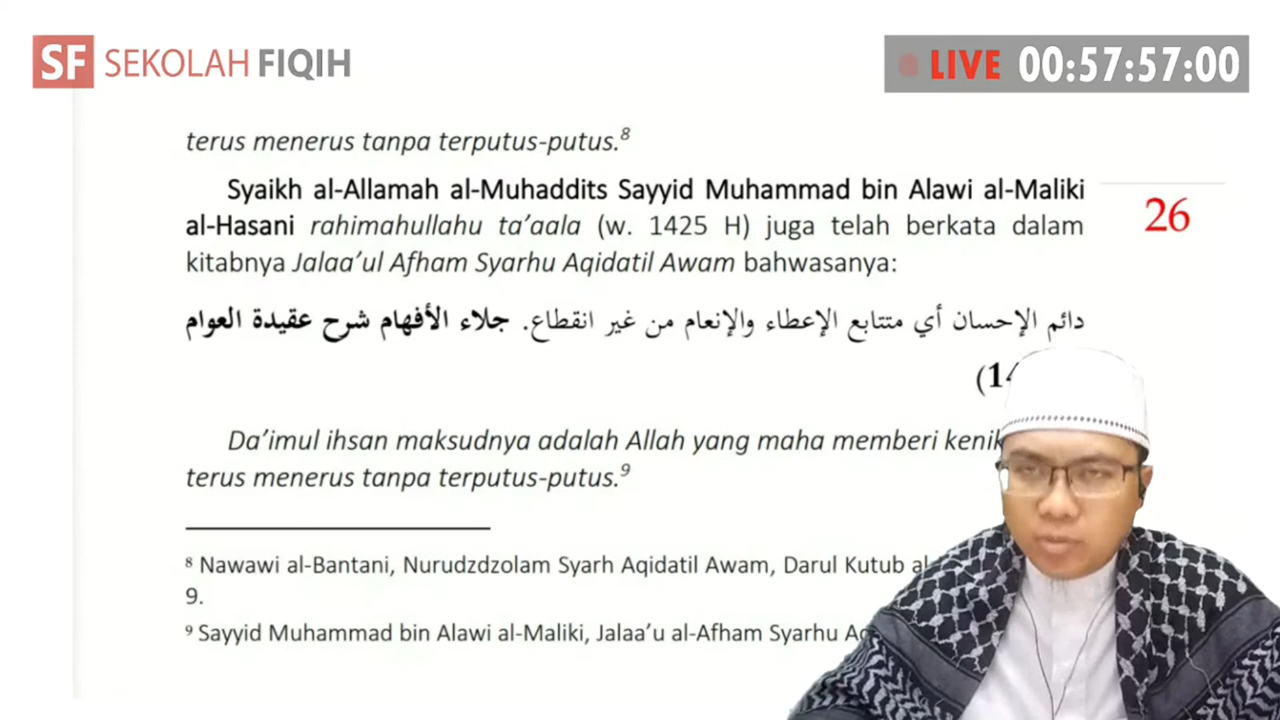 SF SEKOLAH FIQIH
LIVE 00:57:57:00
terus menerus tanpa terputus-putus.⁸
Syaikh al-Allamah al-Muhaddits Sayyid Muhammad bin Alawi al-Maliki
al-Hasani rahimahullahu ta’aala (w. 1425 H) juga telah berkata dalam
kitabnya Jalaa’ul Afham Syarhu Aqidatil Awam bahwasanya:
26
دائم الإحسان أي متتابع الإعطاء والإنعام من غير انقطاع. جلاء الأفهام شرح عقيدة العوام
Da’imul ihsan maksudnya adalah Allah yang maha memberi
terus menerus tanpa terputus-putus.⁹
⁸ Nawawi al-Bantani, Nurudzdzolam Syarh Aqidatil Awam, Darul Kutub
9.
⁹ Sayyid Muhammad bin Alawi al-Maliki, Jalaa’u al-Afham Syarhu